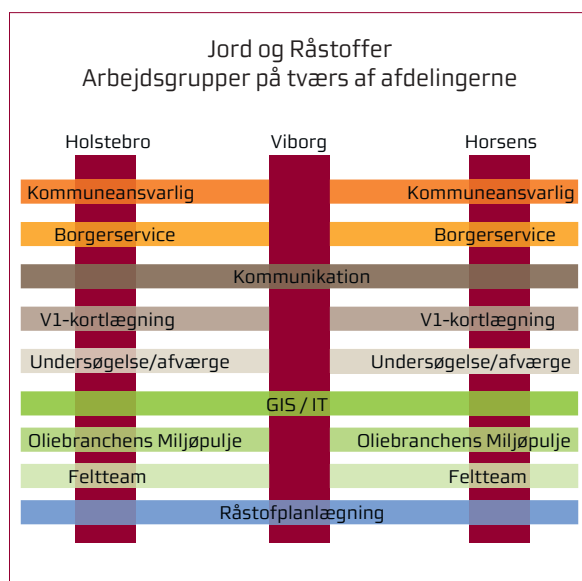 Jord og Råstoffer
Arbejdsgrupper på tværs af afdelingerne
Holstebro Viborg Horsens
Kommuneansvarlig Kommuneansvarlig
Borgerservice Borgerservice
Kommunikation
V1-kortlægning V1-kortlægning
Undersøgelse/afværge Undersøgelse/afværge
GIS / IT
Oliebranchens Miljøpulje Oliebranchens Miljøpulje
Feltteam Feltteam
Råstofplanlægning